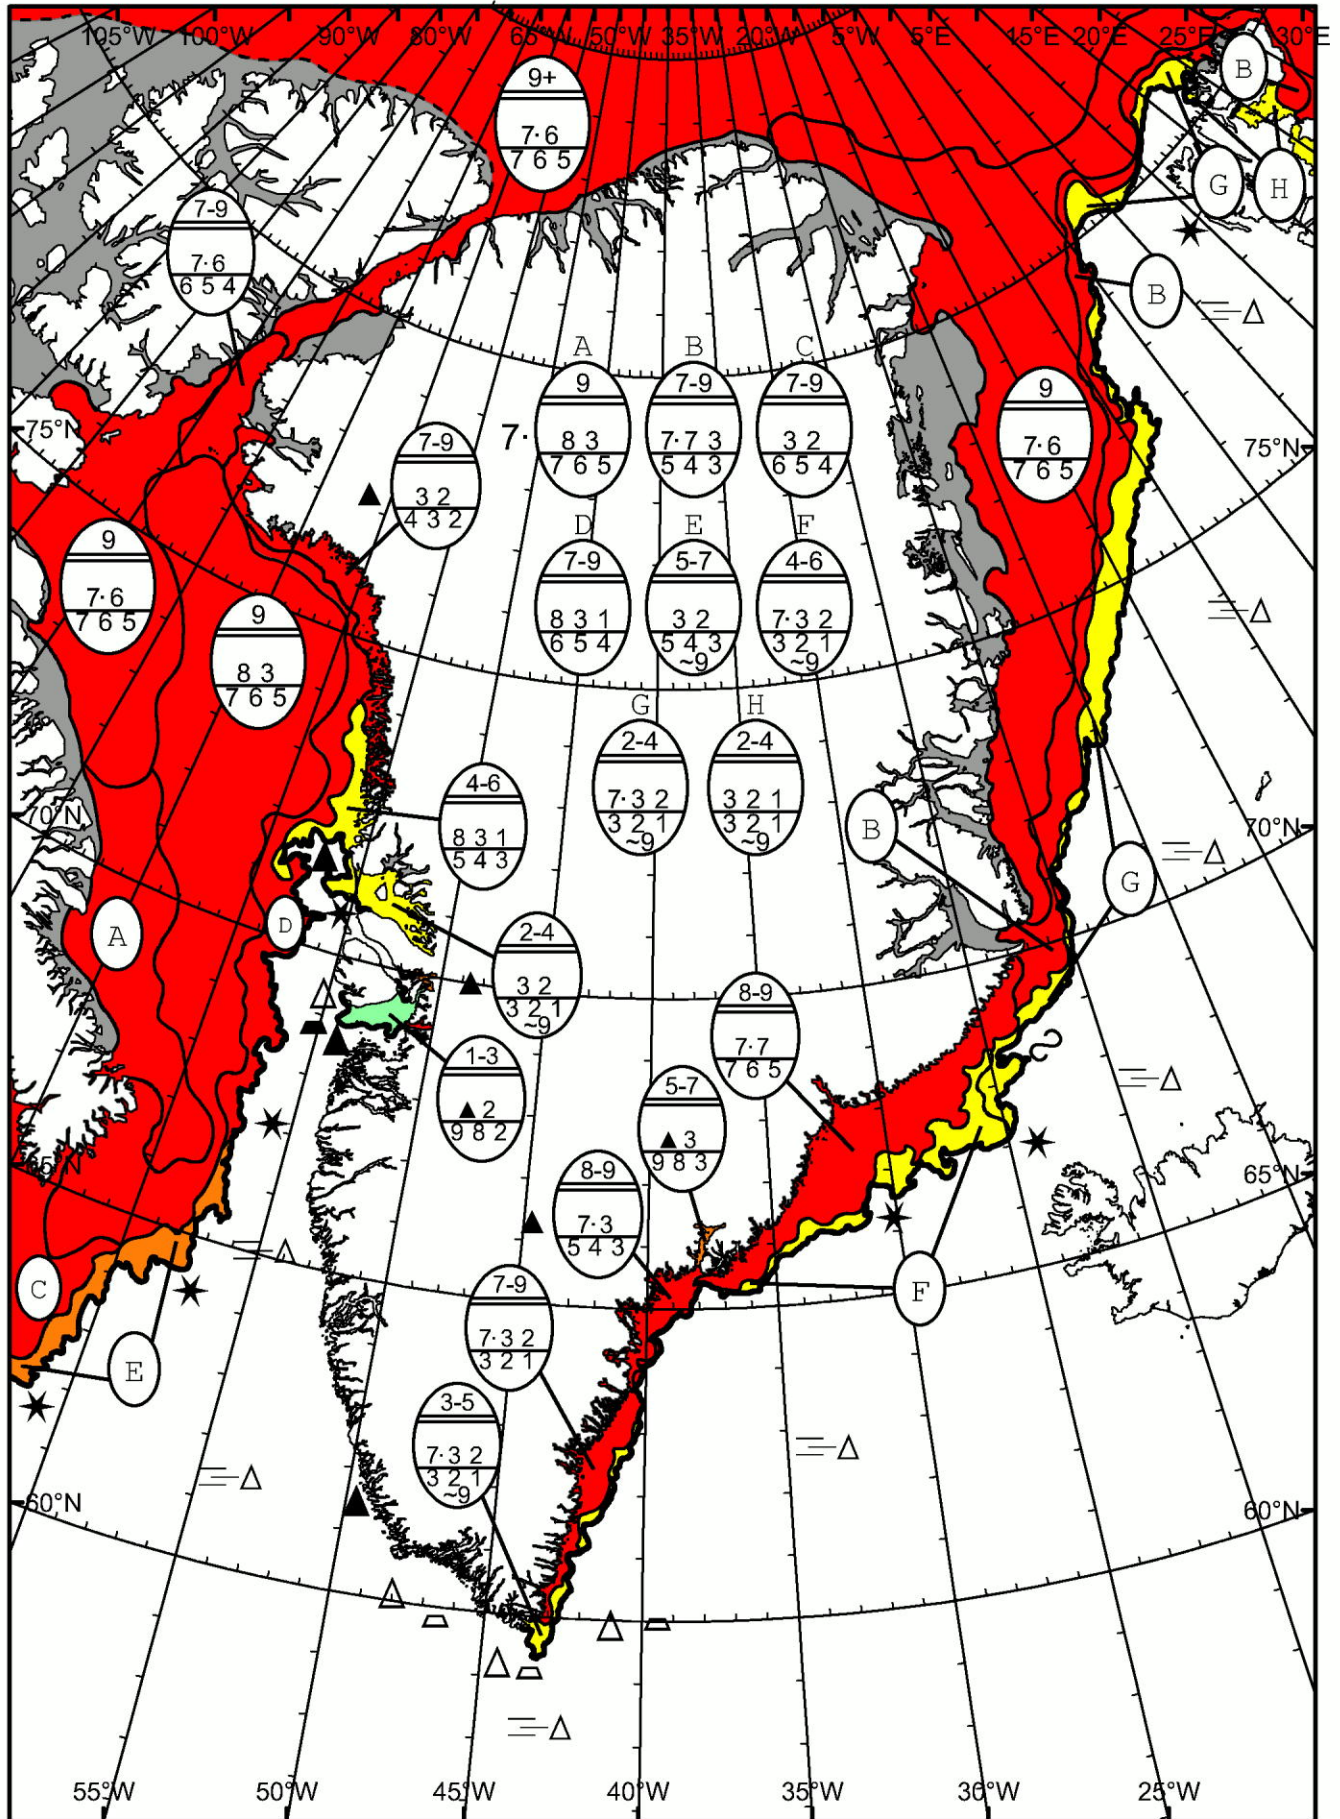 105°W 100°W 90°W 80°W 65°W 50°W 35°W 20°W 5°W 5°E 15°E 20°E 25°E 30°E
B
9+
7· 6
7 6 5
G H
7-9
7· 6
6 5 4
B
A B C
9
8 3
7 6 5
7·
7-9
7· 7 3
5 4 3
7-9
3 2
6 5 4
9
7· 6
7 6 5
75°N
75°N
7-9
3 2
4 3 2
D E F
7-9
8 3 1
6 5 4
5-7
3 2
5 4 3
~9
4-6
7· 3 2
3 2 1
~9
9
7· 6
7 6 5
9
8 3
7 6 5
G H
2-4
7· 3 2
3 2 1
~9
2-4
3 2 1
3 2 1
~9
4-6
8 3 1
5 4 3
70°N
70°N
B
G
A
D
2-4
3 2
3 2 1
~9
8-9
7· 7
7 6 5
1-3
▲ 2
9 8 2
5-7
▲ 3
9 8 3
65°N
65°N
8-9
7· 3
5 4 3
C
F
7-9
7· 3 2
3 2 1
E
3-5
7· 3 2
3 2 1
~9
60°N
60°N
55°W 50°W 45°W 40°W 35°W 30°W 25°W